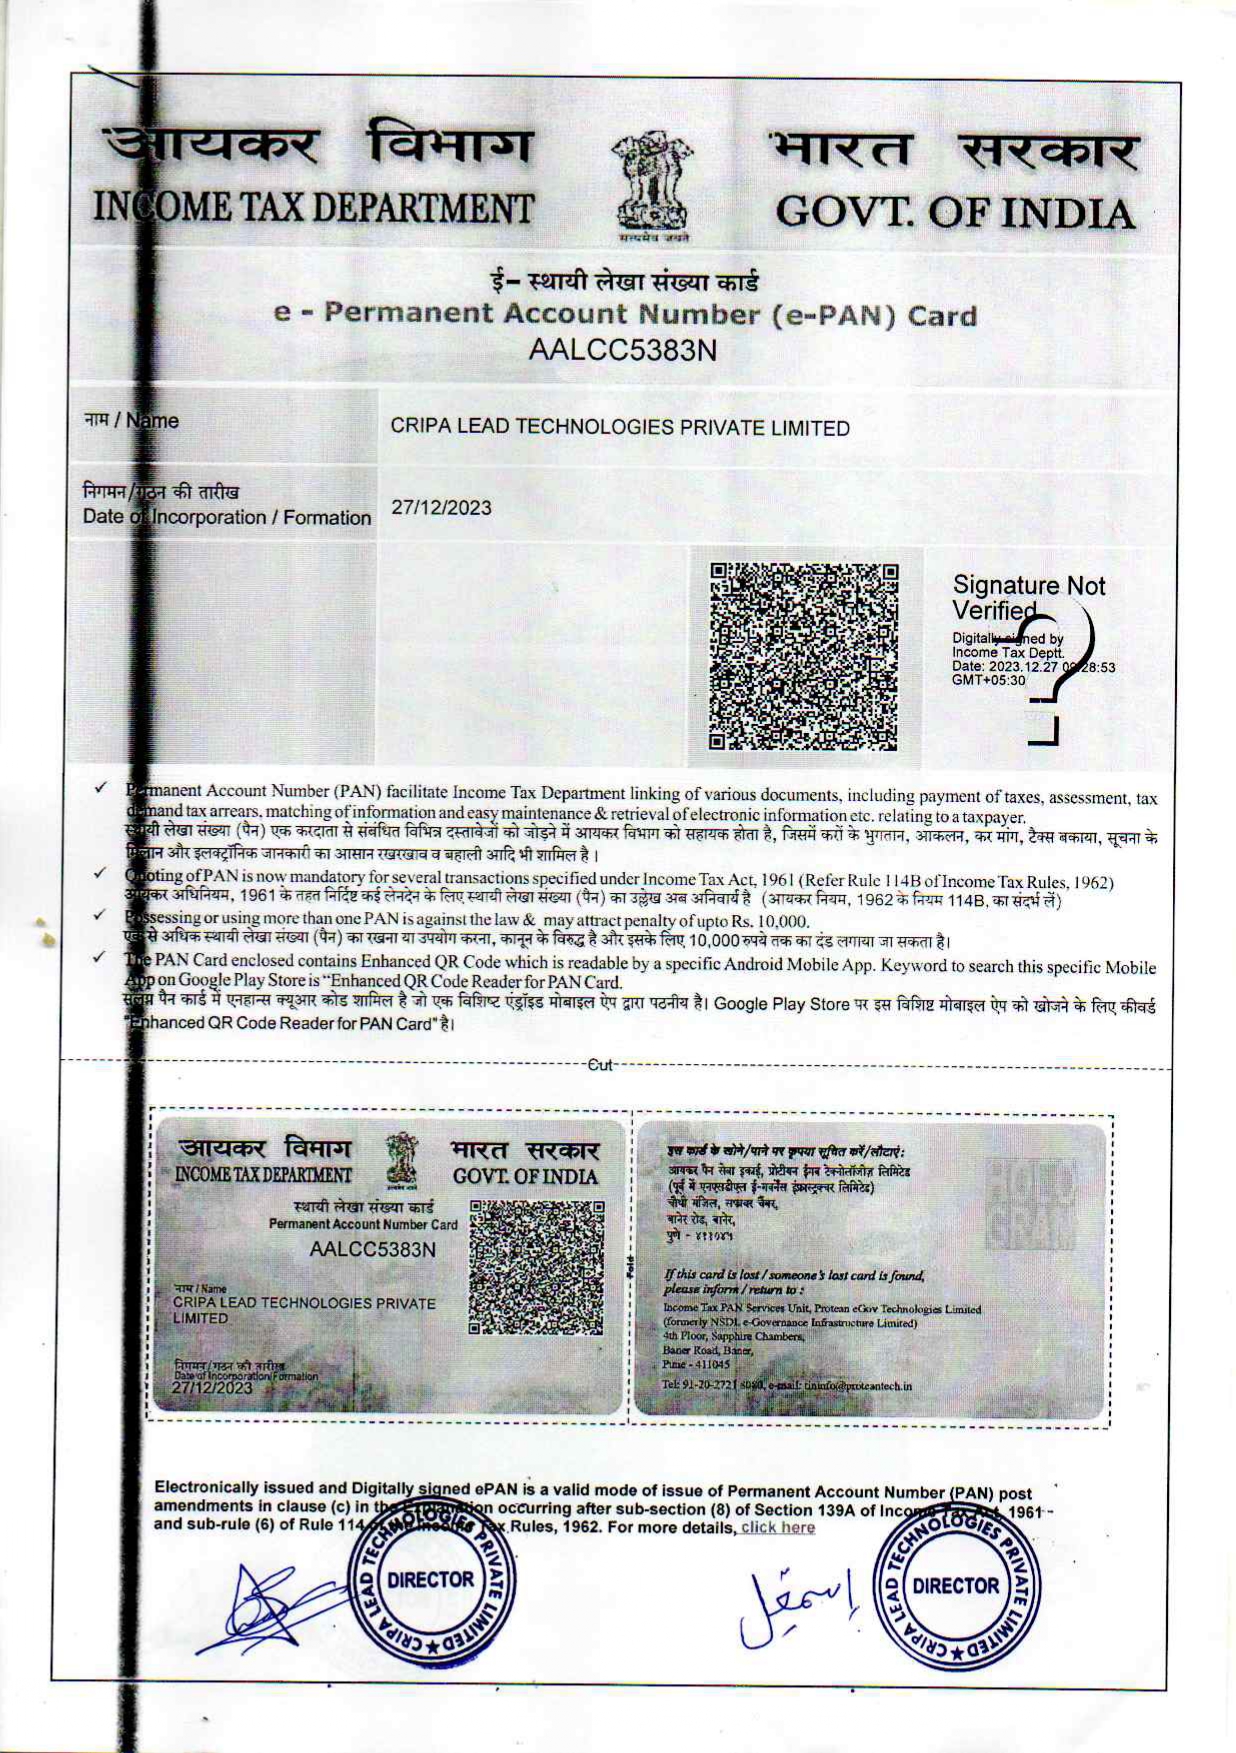 आयकर विभाग
INCOME TAX DEPARTMENT
सत्यमेव जयते
भारत सरकार
GOVT. OF INDIA
ई- स्थायी लेखा संख्या कार्ड
e - Permanent Account Number (e-PAN) Card
AALCC5383N
नाम / Name
CRIPA LEAD TECHNOLOGIES PRIVATE LIMITED
निगमन/गठन की तारीख
Date of Incorporation / Formation
27/12/2023
Signature Not
Verified
Digitally signed by
Income Tax Deptt.
Date: 2023.12.27 :28:53
GMT+05:30
✓ Permanent Account Number (PAN) facilitate Income Tax Department linking of various documents, including payment of taxes, assessment, tax
demand tax arrears, matching of information and easy maintenance & retrieval of electronic information etc. relating to a taxpayer.
स्थायी लेखा संख्या (पैन) एक करदाता से संबंधित विभिन्न दस्तावेजों को जोड़ने में आयकर विभाग को सहायक होता है, जिसमें करों के भुगतान, आकलन, कर मांग, टैक्स बकाया, सूचना के
मिलान और इलक्ट्रॉनिक जानकारी का आसान रखरखाव व बहाली आदि भी शामिल है ।
✓ Quoting of PAN is now mandatory for several transactions specified under Income Tax Act, 1961 (Refer Rule 114B of Income Tax Rules, 1962)
आयकर अधिनियम, 1961 के तहत निर्दिष्ट कई लेनदेन के लिए स्थायी लेखा संख्या (पैन) का उल्लेख अब अनिवार्य है (आयकर नियम, 1962 के नियम 114B, का संदर्भ लें)
✓ Possessing or using more than one PAN is against the law & may attract penalty of upto Rs. 10,000.
एक से अधिक स्थायी लेखा संख्या (पैन) का रखना या उपयोग करना, कानून के विरुद्ध है और इसके लिए 10,000 रुपये तक का दंड लगाया जा सकता है।
✓ The PAN Card enclosed contains Enhanced QR Code which is readable by a specific Android Mobile App. Keyword to search this specific Mobile
App on Google Play Store is "Enhanced QR Code Reader for PAN Card.
संलग्न पैन कार्ड में एनहान्स क्यूआर कोड शामिल है जो एक विशिष्ट एंड्रॉइड मोबाइल ऐप द्वारा पठनीय है। Google Play Store पर इस विशिष्ट मोबाइल ऐप को खोजने के लिए कीवर्ड
"Enhanced QR Code Reader for PAN Card" है।
Cut
आयकर विभाग
INCOME TAX DEPARTMENT
भारत सरकार
GOVT. OF INDIA
स्थायी लेखा संख्या कार्ड
Permanent Account Number Card
AALCC5383N
नाम / Name
CRIPA LEAD TECHNOLOGIES PRIVATE
LIMITED
निगमन/गठन की तारीख
Date of Incorporation/Formation
27/12/2023
Fold
इस कार्ड के खोने/पाने पर कृपया सूचित करें/लौटाएं:
आयकर पैन सेवा इकाई, प्रोटीयन ईगव टेक्नोलॉजीज़ लिमिटेड
(पूर्व में एनएसडीएल ई-गवर्नेंस इंफ्रास्ट्रक्चर लिमिटेड)
चौथी मंजिल, सफायर चैंबर,
बानेर रोड, बानेर,
पुणे - ४११०४५
HOLO
GRAM
If this card is lost / someone's lost card is found,
please inform / return to :
Income Tax PAN Services Unit, Protean eGov Technologies Limited
(formerly NSDL e-Governance Infrastructure Limited)
4th Floor, Sapphire Chambers,
Baner Road, Baner,
Pune - 411045
Tel: 91-20-2721 8080, e-mail: tininfo@proteantech.in
Electronically issued and Digitally signed ePAN is a valid mode of issue of Permanent Account Number (PAN) post
amendments in clause (c) in the Explanation occurring after sub-section (8) of Section 139A of Income Tax Act, 1961
and sub-rule (6) of Rule 114 of the Income Tax Rules, 1962. For more details, click here
CRIPA LEAD TECHNOLOGIES PRIVATE LIMITED ★
DIRECTOR
إسمعيل
CRIPA LEAD TECHNOLOGIES PRIVATE LIMITED ★
DIRECTOR